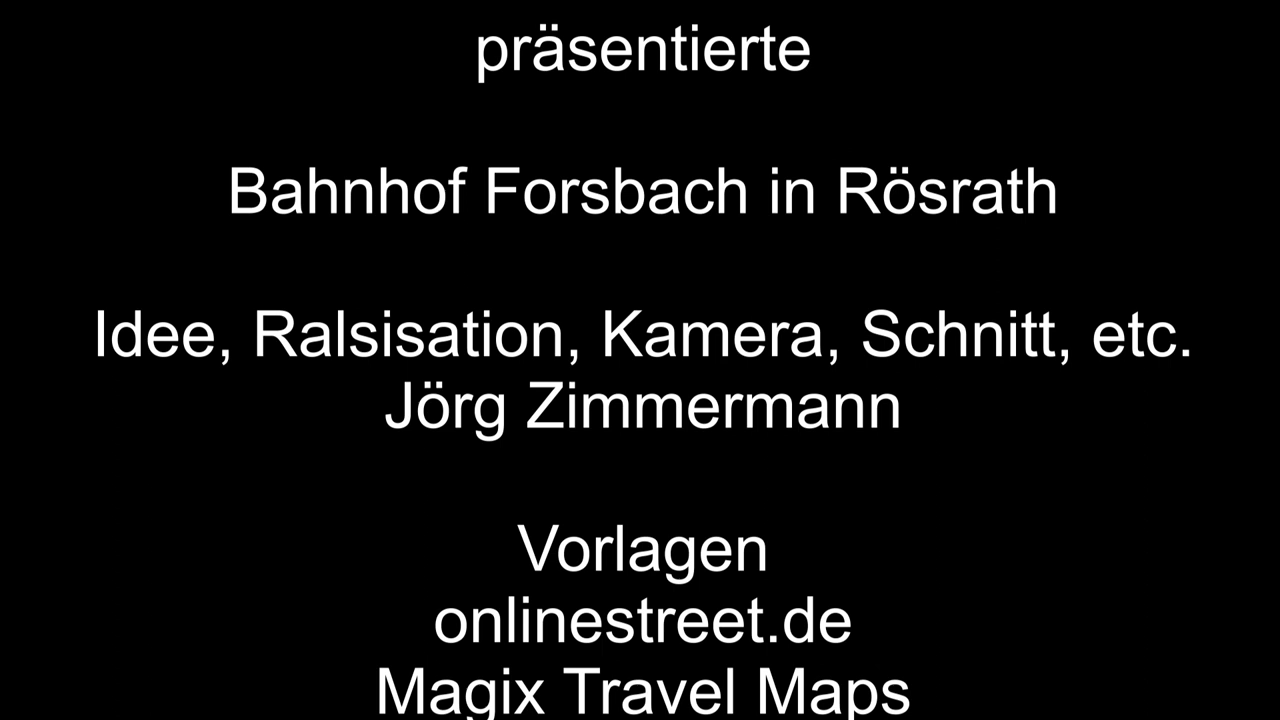 präsentierte
Bahnhof Forsbach in Rösrath
Idee, Ralsisation, Kamera, Schnitt, etc.
Jörg Zimmermann
Vorlagen
onlinestreet.de
Magix Travel Maps